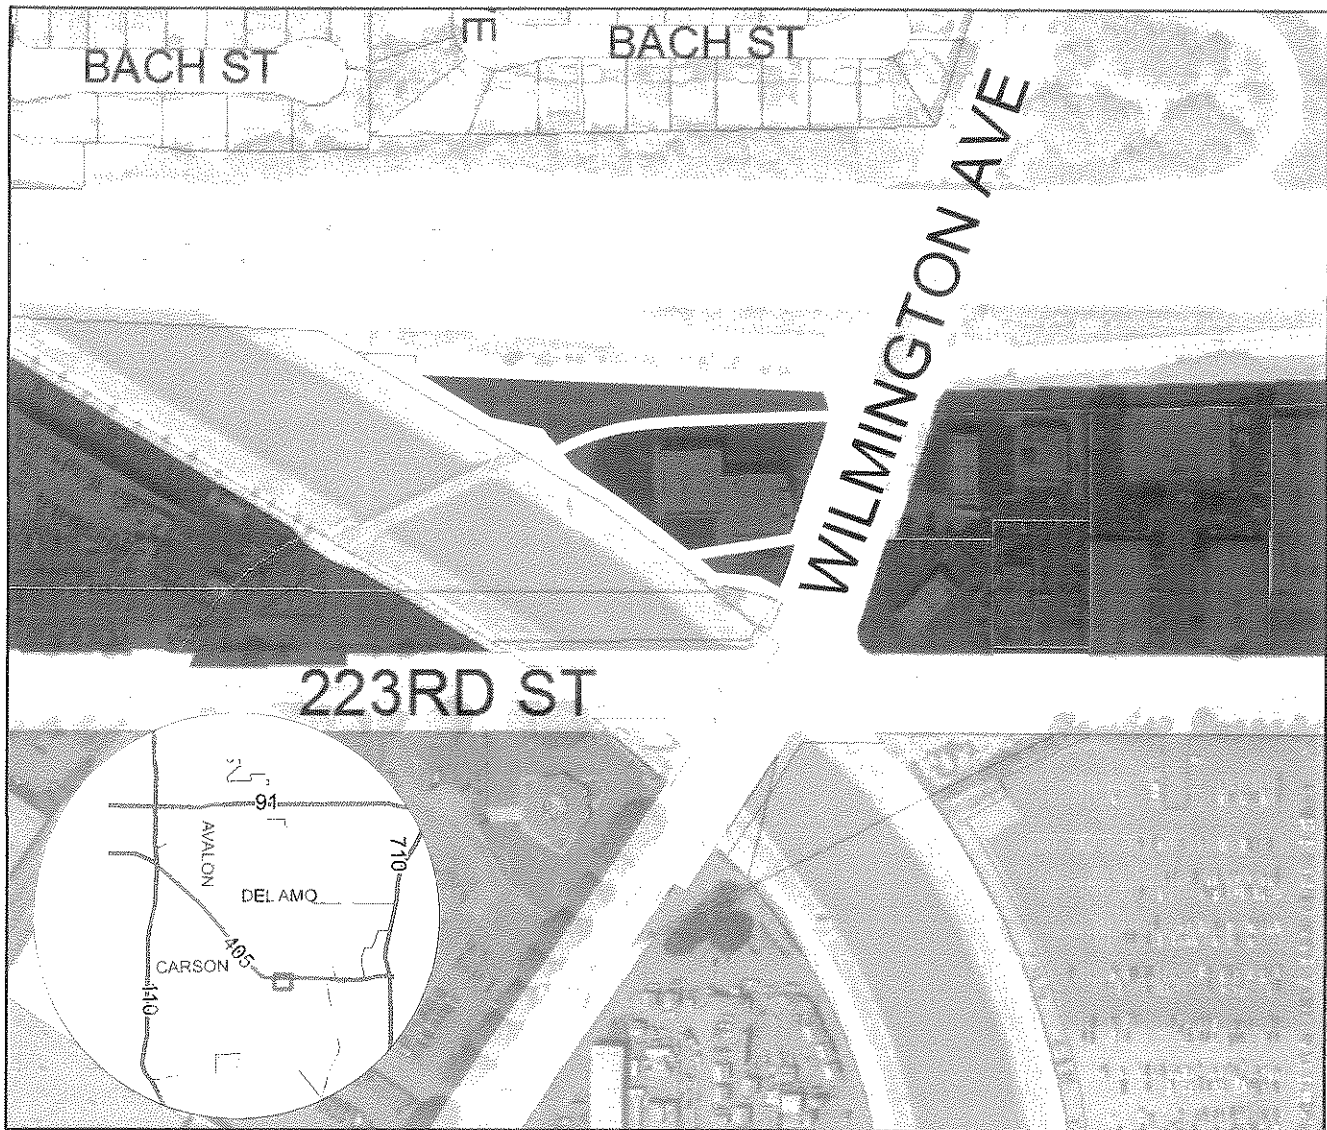 BACH ST
BACH ST
WILMINGTON AVE
223RD ST
91
AVALON
710
DEL AMO
405
CARSON
110